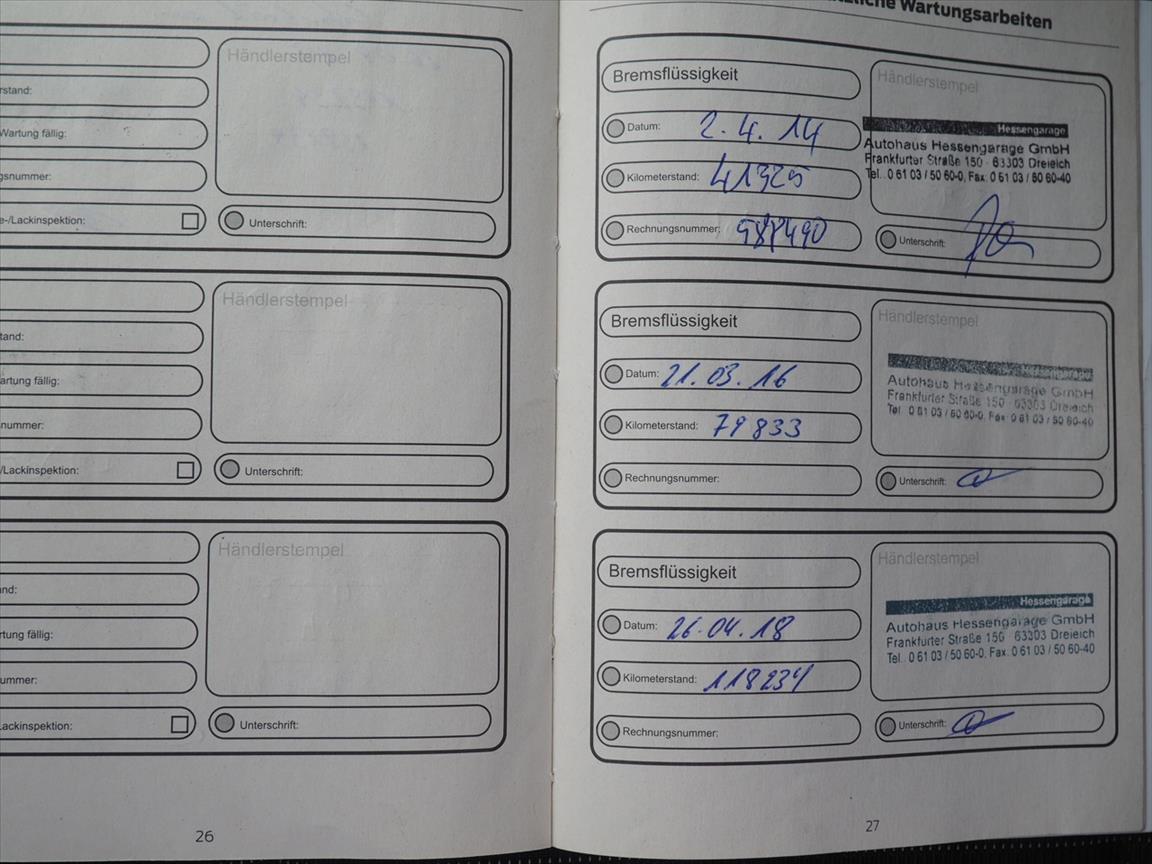 Händlerstempel
rstand:
Wartung fällig:
gsnummer:
e-/Lackinspektion:
Unterschrift:
Händlerstempel
tand:
artung fällig:
nummer:
/Lackinspektion:
Unterschrift:
Händlerstempel
nd:
rtung fällig:
ummer:
ackinspektion:
Unterschrift:
26
Wartungsarbeiten
Bremsflüssigkeit
Datum: 2.4.14
Kilometerstand: 41325
Rechnungsnummer:
Händlerstempel
Hessengarage
Autohaus Hessengarage GmbH
Frankfurter Straße 150 · 63303 Dreieich
Tel. 0 61 03 / 50 60-0, Fax: 0 61 03 / 50 60-40
Unterschrift:
Bremsflüssigkeit
Datum: 21.03.16
Kilometerstand: 79833
Rechnungsnummer:
Händlerstempel
Hessengarage
Autohaus Hessengarage GmbH
Frankfurter Straße 150 · 63303 Dreieich
Tel. 0 61 03 / 50 60-0, Fax: 0 61 03 / 50 60-40
Unterschrift:
Bremsflüssigkeit
Datum: 26.04.18
Kilometerstand: 118234
Rechnungsnummer:
Händlerstempel
Hessengarage
Autohaus Hessengarage GmbH
Frankfurter Straße 150 · 63303 Dreieich
Tel. 0 61 03 / 50 60-0, Fax: 0 61 03 / 50 60-40
Unterschrift:
27